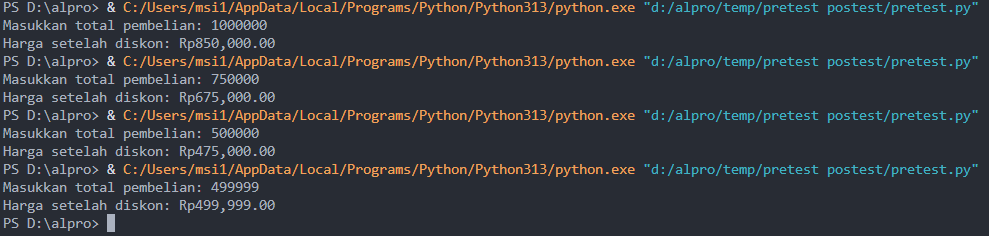 PS D:\alpro> & C:/Users/msi1/AppData/Local/Programs/Python/Python313/python.exe "d:/alpro/temp/pretest postest/pretest.py"
Masukkan total pembelian: 1000000
Harga setelah diskon: Rp850,000.00
PS D:\alpro> & C:/Users/msi1/AppData/Local/Programs/Python/Python313/python.exe "d:/alpro/temp/pretest postest/pretest.py"
Masukkan total pembelian: 750000
Harga setelah diskon: Rp675,000.00
PS D:\alpro> & C:/Users/msi1/AppData/Local/Programs/Python/Python313/python.exe "d:/alpro/temp/pretest postest/pretest.py"
Masukkan total pembelian: 500000
Harga setelah diskon: Rp475,000.00
PS D:\alpro> & C:/Users/msi1/AppData/Local/Programs/Python/Python313/python.exe "d:/alpro/temp/pretest postest/pretest.py"
Masukkan total pembelian: 499999
Harga setelah diskon: Rp499,999.00
PS D:\alpro>